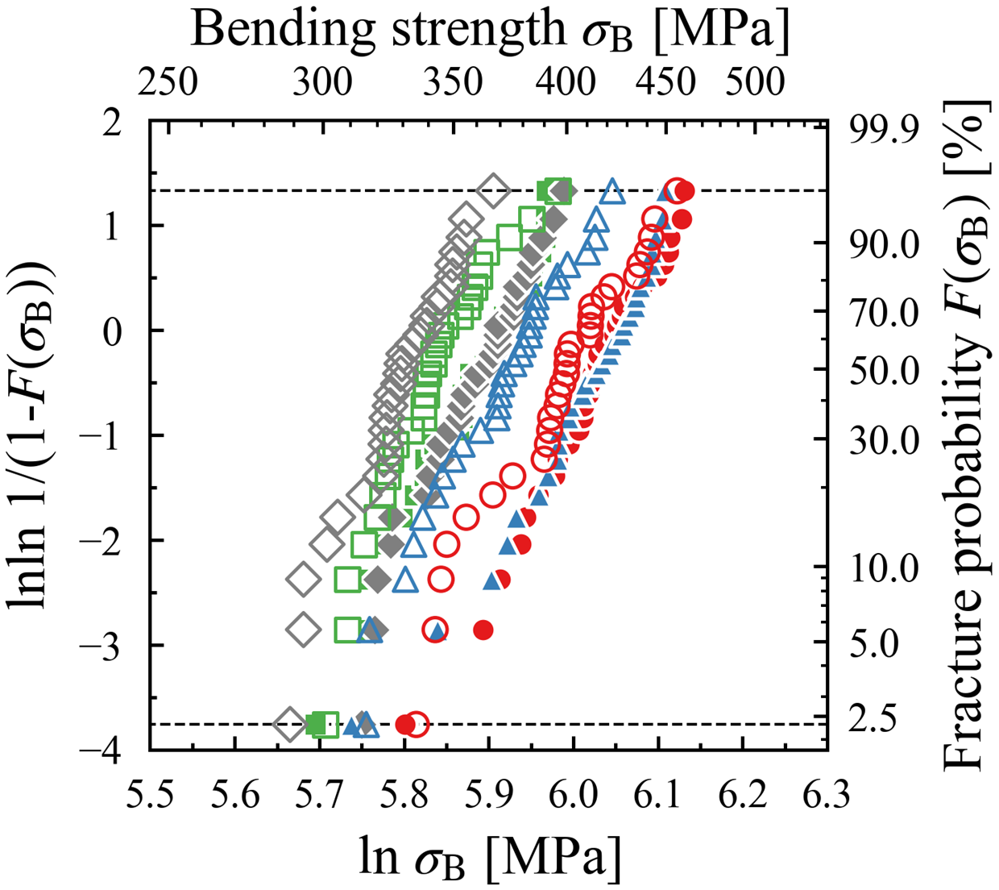 Bending strength σB [MPa]
250 300 350 400 450 500
2
1
0
−1
−2
−3
−4
lnln 1/(1-F(σB))
99.9
90.0
70.0
50.0
30.0
10.0
5.0
2.5
Fracture probability F(σB) [%]
5.5 5.6 5.7 5.8 5.9 6.0 6.1 6.2 6.3
ln σB [MPa]